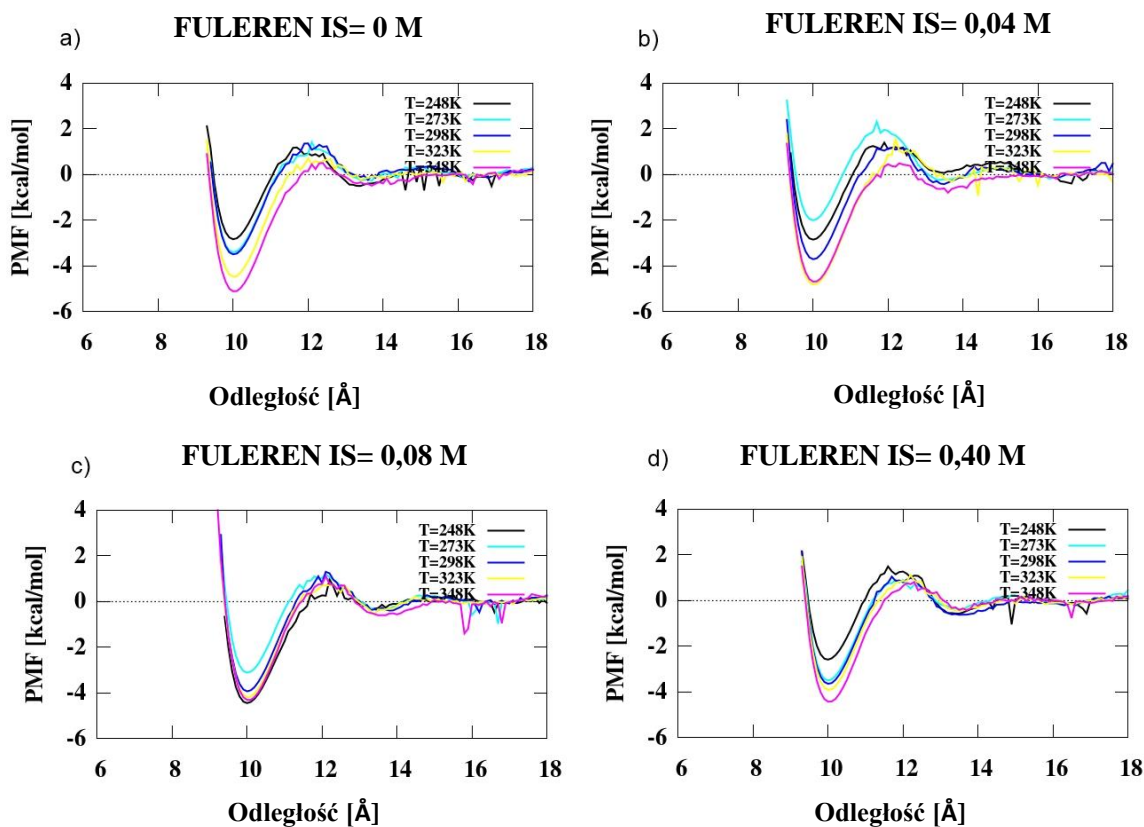 a)
FULEREN IS= 0 M
4
2
0
-2
-4
-6
PMF [kcal/mol]
T=248K
T=273K
T=298K
T=323K
T=348K
6 8 10 12 14 16 18
Odległość [Å]
b)
FULEREN IS= 0,04 M
4
2
0
-2
-4
-6
PMF [kcal/mol]
T=248K
T=273K
T=298K
T=323K
T=348K
6 8 10 12 14 16 18
Odległość [Å]
c)
FULEREN IS= 0,08 M
4
2
0
-2
-4
-6
PMF [kcal/mol]
T=248K
T=273K
T=298K
T=323K
T=348K
6 8 10 12 14 16 18
Odległość [Å]
d)
FULEREN IS= 0,40 M
4
2
0
-2
-4
-6
PMF [kcal/mol]
T=248K
T=273K
T=298K
T=323K
T=348K
6 8 10 12 14 16 18
Odległość [Å]